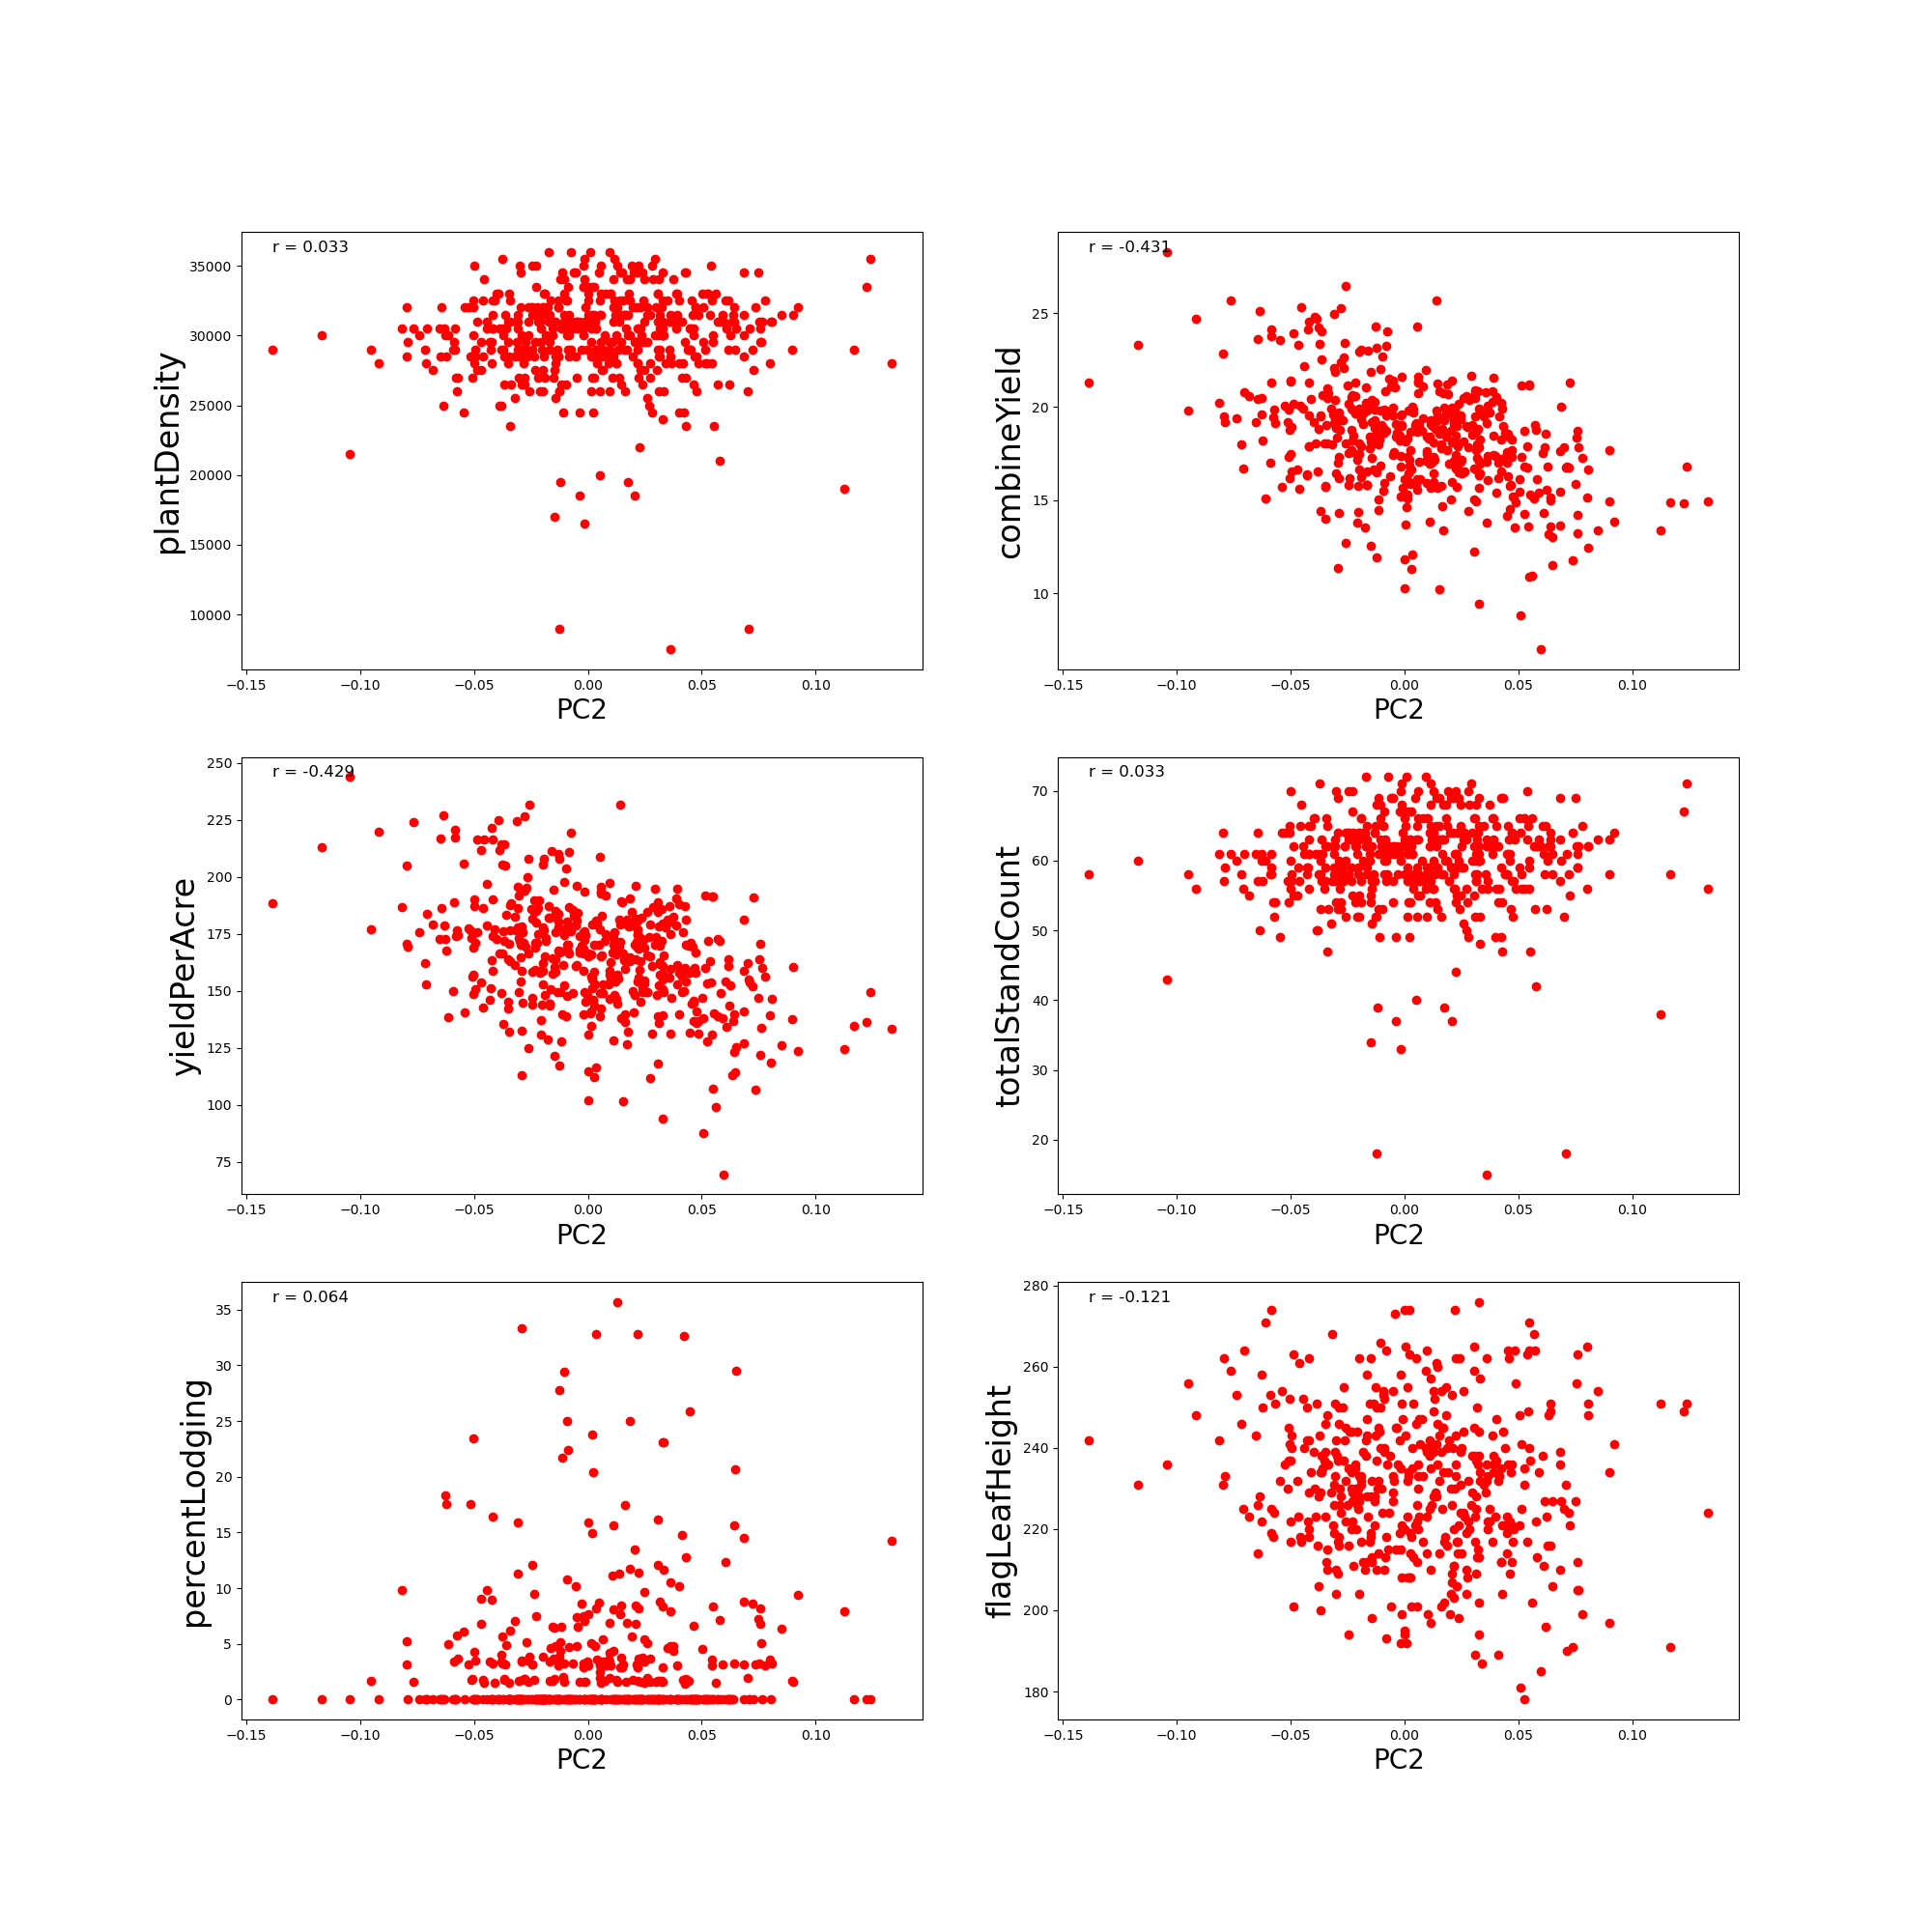 r = 0.033
35000
30000
25000
20000
15000
10000
plantDensity
−0.15 −0.10 −0.05 0.00 0.05 0.10
PC2
r = -0.431
25
20
15
10
combineYield
−0.15 −0.10 −0.05 0.00 0.05 0.10
PC2
r = -0.429
250
225
200
175
150
125
100
75
yieldPerAcre
−0.15 −0.10 −0.05 0.00 0.05 0.10
PC2
r = 0.033
70
60
50
40
30
20
totalStandCount
−0.15 −0.10 −0.05 0.00 0.05 0.10
PC2
r = 0.064
35
30
25
20
15
10
5
0
percentLodging
−0.15 −0.10 −0.05 0.00 0.05 0.10
PC2
r = -0.121
280
260
240
220
200
180
flagLeafHeight
−0.15 −0.10 −0.05 0.00 0.05 0.10
PC2